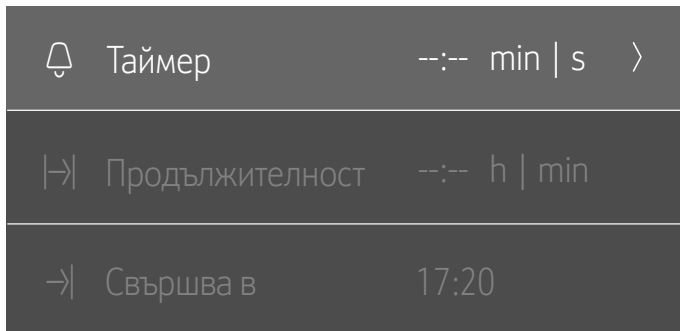 Таймер --:-- min | s
Продължителност --:-- h | min
Свършва в 17:20